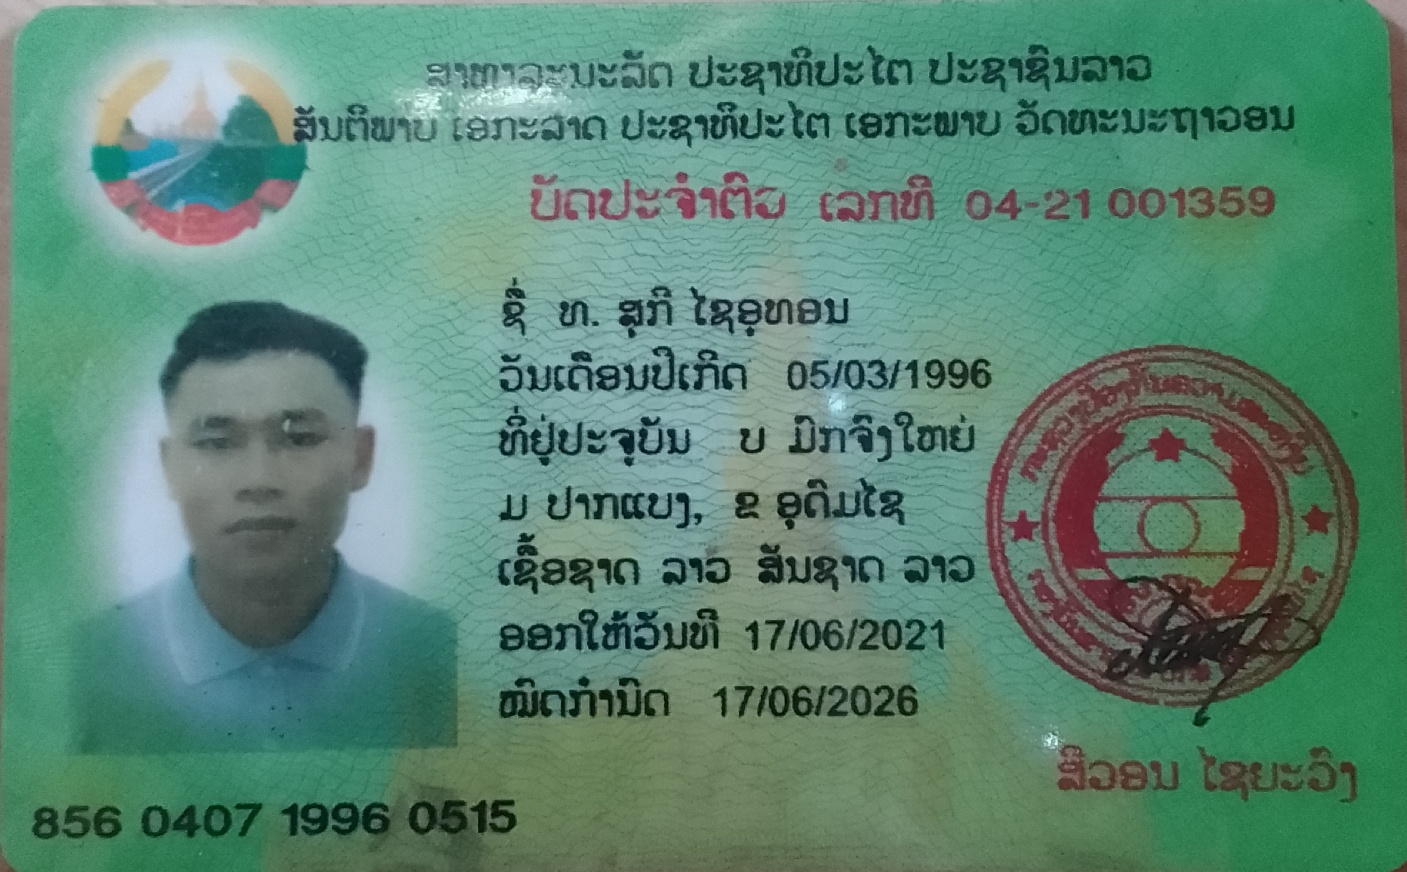 ສາທາລະນະລັດ ປະຊາທິປະໄຕ ປະຊາຊົນລາວ
ສັນຕິພາບ ເອກະລາດ ປະຊາທິປະໄຕ ເອກະພາບ ວັດທະນະຖາວອນ
ບັດປະຈຳຕົວ ເລກທີ 04-21 001359
ຊື່ ທ. ສຸກີ ໄຊອຸທອນ
ວັນເດືອນປີເກີດ 05/03/1996
ທີ່ຢູ່ປະຈຸບັນ ບ ມົກຈົງໃຫຍ່
ມ ປາກແບງ, ຂ ອຸດົມໄຊ
ເຊື້ອຊາດ ລາວ ສັນຊາດ ລາວ
ອອກໃຫ້ວັນທີ 17/06/2021
ໝົດກຳນົດ 17/06/2026
ສີວອນ ໄຊຍະວົງ
856 0407 1996 0515